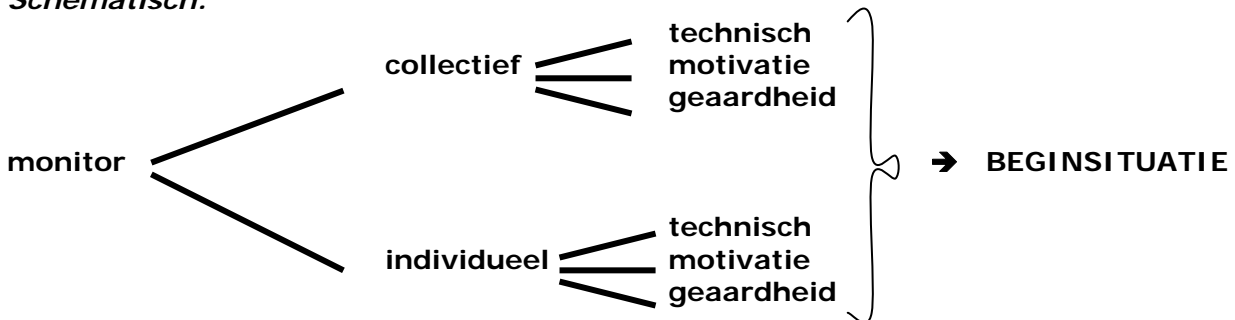 Schematisch:
technisch
collectief motivatie
geaardheid
monitor ➔ BEGINSITUATIE
technisch
individueel motivatie
geaardheid